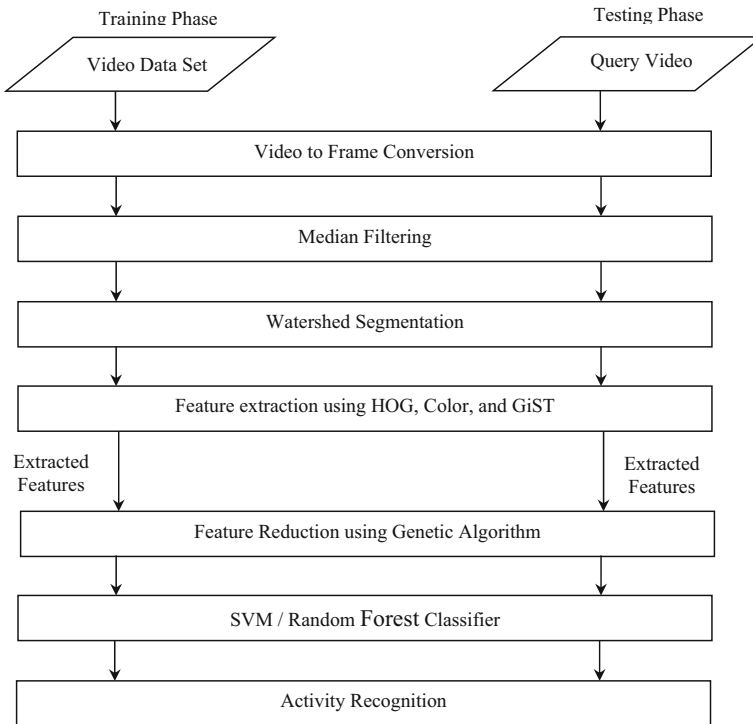 Training Phase
Testing Phase
Video Data Set
Query Video
Video to Frame Conversion
Median Filtering
Watershed Segmentation
Feature extraction using HOG, Color, and GiST
Extracted
Features
Extracted
Features
Feature Reduction using Genetic Algorithm
SVM / Random Forest Classifier
Activity Recognition